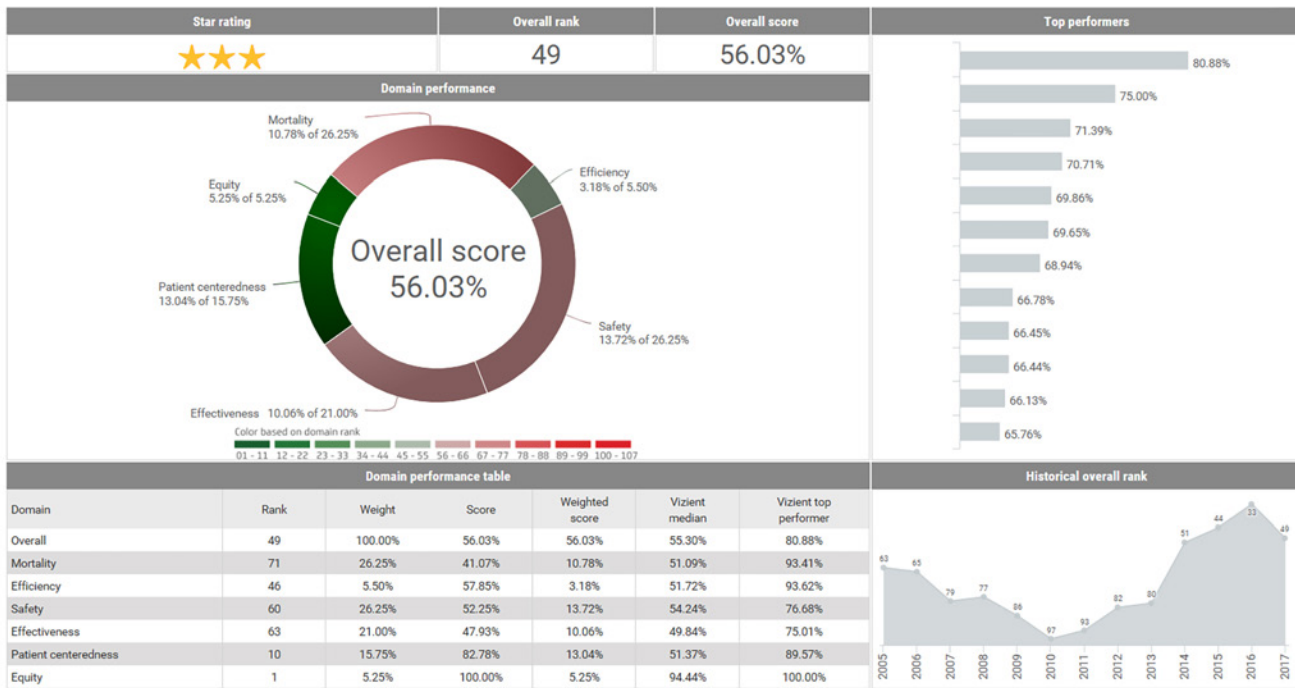 Star rating
Overall rank
Overall score
Top performers
49
56.03%
Domain performance
Mortality
10.78% of 26.25%
Efficiency
3.18% of 5.50%
Equity
5.25% of 5.25%
Overall score
56.03%
Patient centeredness
13.04% of 15.75%
Safety
13.72% of 26.25%
Effectiveness 10.06% of 21.00%
Color based on domain rank
01 - 11 12 - 22 23 - 33 34 - 44 45 - 55 56 - 66 67 - 77 78 - 88 89 - 99 100 - 107
80.88%
75.00%
71.39%
70.71%
69.86%
69.65%
68.94%
66.78%
66.45%
66.44%
66.13%
65.76%
Domain performance table
Domain Rank Weight Score Weighted score Vizient median Vizient top performer
Overall 49 100.00% 56.03% 56.03% 55.30% 80.88%
Mortality 71 26.25% 41.07% 10.78% 51.09% 93.41%
Efficiency 46 5.50% 57.85% 3.18% 51.72% 93.62%
Safety 60 26.25% 52.25% 13.72% 54.24% 76.68%
Effectiveness 63 21.00% 47.93% 10.06% 49.84% 75.01%
Patient centeredness 10 15.75% 82.78% 13.04% 51.37% 89.57%
Equity 1 5.25% 100.00% 5.25% 94.44% 100.00%
Historical overall rank
63 65 79 77 86 97 93 82 80 51 44 33 49
2005 2006 2007 2008 2009 2010 2011 2012 2013 2014 2015 2016 2017